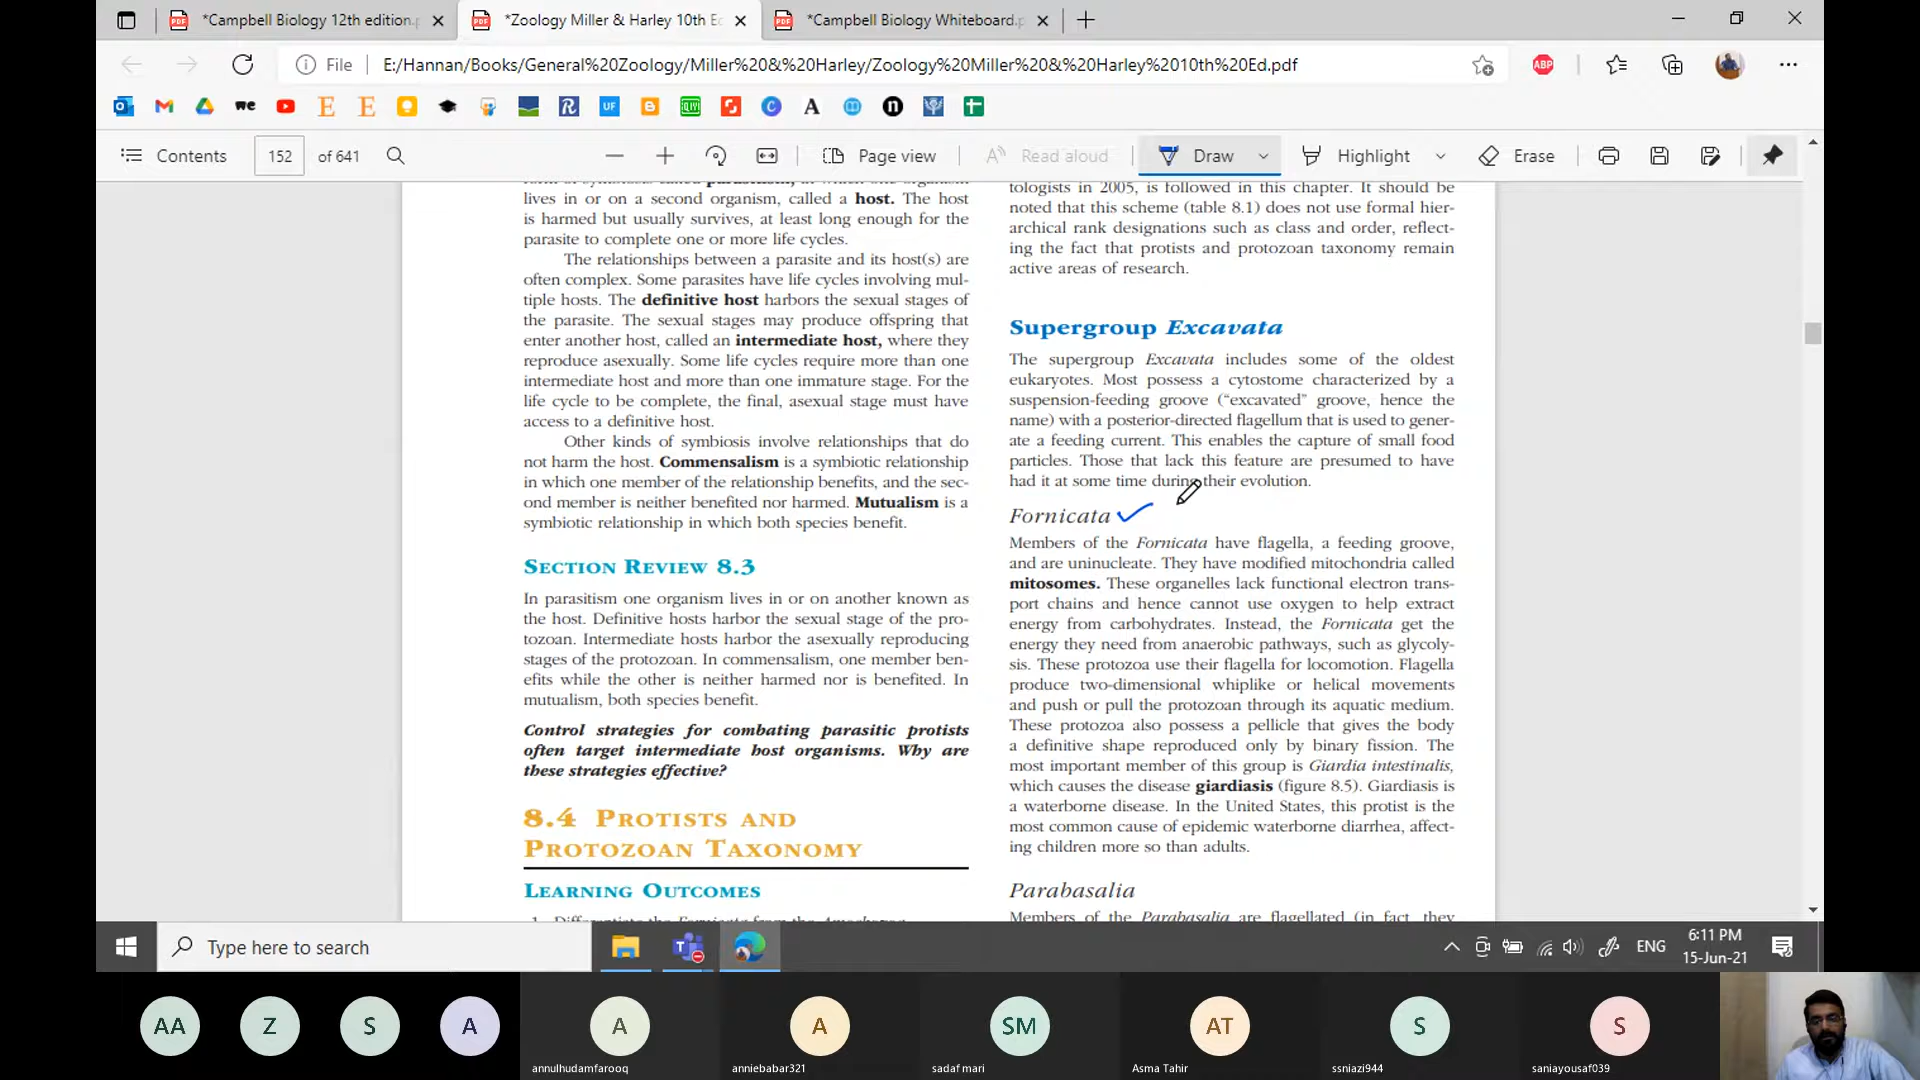 *Campbell Biology 12th edition.p
*Zoology Miller & Harley 10th Ed
*Campbell Biology Whiteboard.p
File
E:/Hannan/Books/General%20Zoology/Miller%20&%20Harley/Zoology%20Miller%20&%20Harley%2010th%20Ed.pdf
ABP
Contents
152
of 641
Page view
Read aloud
Draw
Highlight
Erase
lives in or on a second organism, called a host. The host
is harmed but usually survives, at least long enough for the
parasite to complete one or more life cycles.
The relationships between a parasite and its host(s) are
often complex. Some parasites have life cycles involving mul-
tiple hosts. The definitive host harbors the sexual stages of
the parasite. The sexual stages may produce offspring that
enter another host, called an intermediate host, where they
reproduce asexually. Some life cycles require more than one
intermediate host and more than one immature stage. For the
life cycle to be complete, the final, asexual stage must have
access to a definitive host.
Other kinds of symbiosis involve relationships that do
not harm the host. Commensalism is a symbiotic relationship
in which one member of the relationship benefits, and the sec-
ond member is neither benefited nor harmed. Mutualism is a
symbiotic relationship in which both species benefit.
SECTION REVIEW 8.3
In parasitism one organism lives in or on another known as
the host. Definitive hosts harbor the sexual stage of the pro-
tozoan. Intermediate hosts harbor the asexually reproducing
stages of the protozoan. In commensalism, one member ben-
efits while the other is neither harmed nor is benefited. In
mutualism, both species benefit.
Control strategies for combating parasitic protists
often target intermediate host organisms. Why are
these strategies effective?
8.4 PROTISTS AND
PROTOZOAN TAXONOMY
LEARNING OUTCOMES
1. Differentiate the Fornicata from the
tologists in 2005, is followed in this chapter. It should be
noted that this scheme (table 8.1) does not use formal hier-
archical rank designations such as class and order, reflect-
ing the fact that protists and protozoan taxonomy remain
active areas of research.
Supergroup Excavata
The supergroup Excavata includes some of the oldest
eukaryotes. Most possess a cytostome characterized by a
suspension-feeding groove (“excavated” groove, hence the
name) with a posterior-directed flagellum that is used to gener-
ate a feeding current. This enables the capture of small food
particles. Those that lack this feature are presumed to have
had it at some time during their evolution.
Fornicata
Members of the Fornicata have flagella, a feeding groove,
and are uninucleate. They have modified mitochondria called
mitosomes. These organelles lack functional electron trans-
port chains and hence cannot use oxygen to help extract
energy from carbohydrates. Instead, the Fornicata get the
energy they need from anaerobic pathways, such as glycoly-
sis. These protozoa use their flagella for locomotion. Flagella
produce two-dimensional whiplike or helical movements
and push or pull the protozoan through its aquatic medium.
These protozoa also possess a pellicle that gives the body
a definitive shape reproduced only by binary fission. The
most important member of this group is Giardia intestinalis,
which causes the disease giardiasis (figure 8.5). Giardiasis is
a waterborne disease. In the United States, this protist is the
most common cause of epidemic waterborne diarrhea, affect-
ing children more so than adults.
Parabasalia
Members of the Parabasalia are flagellated (in fact, they
Type here to search
ENG
6:11 PM
15-Jun-21
AA
Z
S
A
A
A
SM
AT
S
S
annulhudamfarooq
anniebabar321
sadaf mari
Asma Tahir
ssniazi944
saniayousaf039